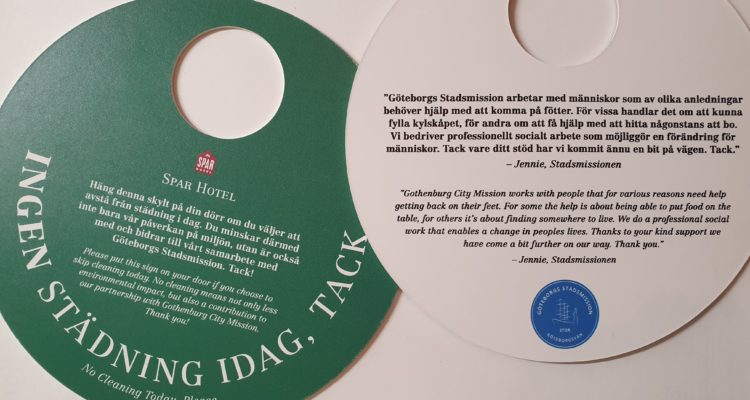 SPAR
HOTEL
SPAR HOTEL
Häng denna skylt på din dörr om du väljer att
avstå från städning i dag. Du minskar därmed
inte bara vår påverkan på miljön, utan är också
med och bidrar till vårt samarbete med
Göteborgs Stadsmission. Tack!
Please put this sign on your door if you choose to
skip cleaning today. No cleaning means not only less
environmental impact, but also a contribution to
our partnership with Gothenburg City Mission.
Thank you!
INGEN STÄDNING IDAG, TACK
No Cleaning Today, Please
"Göteborgs Stadsmission arbetar med människor som av olika anledningar
behöver hjälp med att komma på fötter. För vissa handlar det om att kunna
fylla kylskåpet, för andra om att få hjälp med att hitta någonstans att bo.
Vi bedriver professionellt socialt arbete som möjliggör en förändring för
människor. Tack vare ditt stöd har vi kommit ännu en bit på vägen. Tack."
– Jennie, Stadsmissionen
"Gothenburg City Mission works with people that for various reasons need help
getting back on their feet. For some the help is about being able to put food on the
table, for others it's about finding somewhere to live. We do a professional social
work that enables a change in peoples lives. Thanks to your kind support we
have come a bit further on our way. Thank you."
– Jennie, Stadsmissionen
GÖTEBORGS STADSMISSION